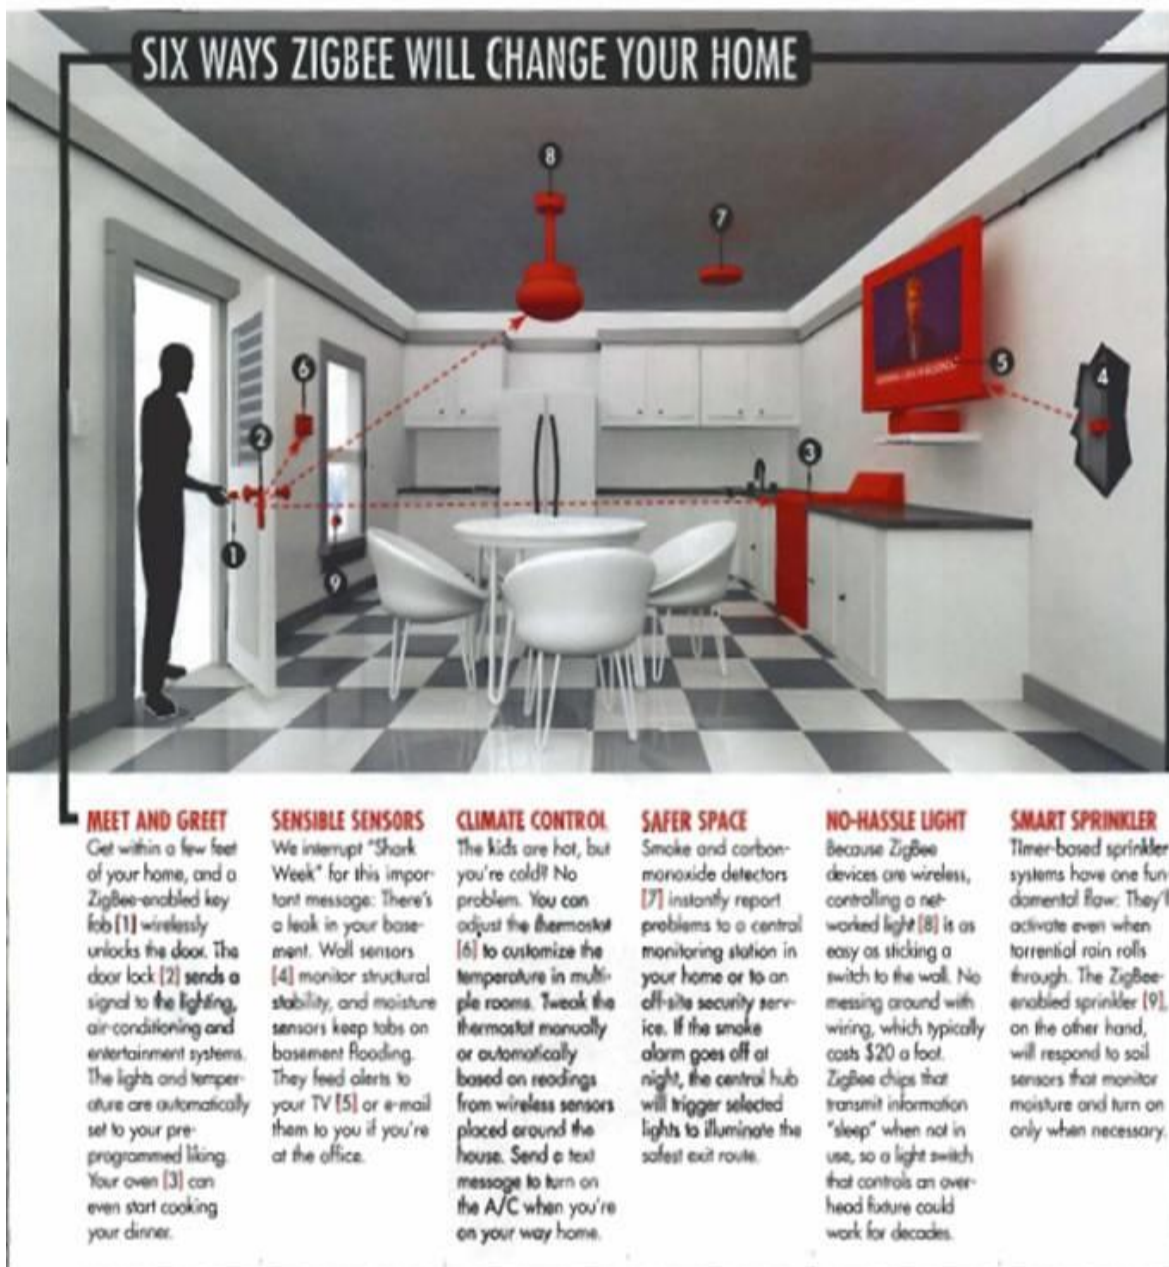 SIX WAYS ZIGBEE WILL CHANGE YOUR HOME
8
7
6
5
4
2
3
1
9
MEET AND GREET
Get within a few feet
of your home, and a
ZigBee-enabled key
fob [1] wirelessly
unlocks the door. The
door lock [2] sends a
signal to the lighting,
air-conditioning and
entertainment systems.
The lights and temper-
ature are automatically
set to your pre-
programmed liking.
Your oven [3] can
even start cooking
your dinner.
SENSIBLE SENSORS
We interrupt "Shark
Week" for this impor-
tant message: There's
a leak in your base-
ment. Wall sensors
[4] monitor structural
stability, and moisture
sensors keep tabs on
basement flooding.
They feed alerts to
your TV [5] or e-mail
them to you if you're
at the office.
CLIMATE CONTROL
The kids are hot, but
you're cold? No
problem. You can
adjust the thermostat
[6] to customize the
temperature in multi-
ple rooms. Tweak the
thermostat manually
or automatically
based on readings
from wireless sensors
placed around the
house. Send a text
message to turn on
the A/C when you're
on your way home.
SAFER SPACE
Smoke and carbon-
monoxide detectors
[7] instantly report
problems to a central
monitoring station in
your home or to an
off-site security serv-
ice. If the smoke
alarm goes off at
night, the central hub
will trigger selected
lights to illuminate the
safest exit route.
NO-HASSLE LIGHT
Because ZigBee
devices are wireless,
controlling a net-
worked light [8] is as
easy as sticking a
switch to the wall. No
messing around with
wiring, which typically
costs $20 a foot.
ZigBee chips that
transmit information
"sleep" when not in
use, so a light switch
that controls an over-
head fixture could
work for decades.
SMART SPRINKLER
Timer-based sprinkler
systems have one fun-
damental flaw: They'll
activate even when
torrential rain rolls
through. The ZigBee-
enabled sprinkler [9],
on the other hand,
will respond to soil
sensors that monitor
moisture and turn on
only when necessary.